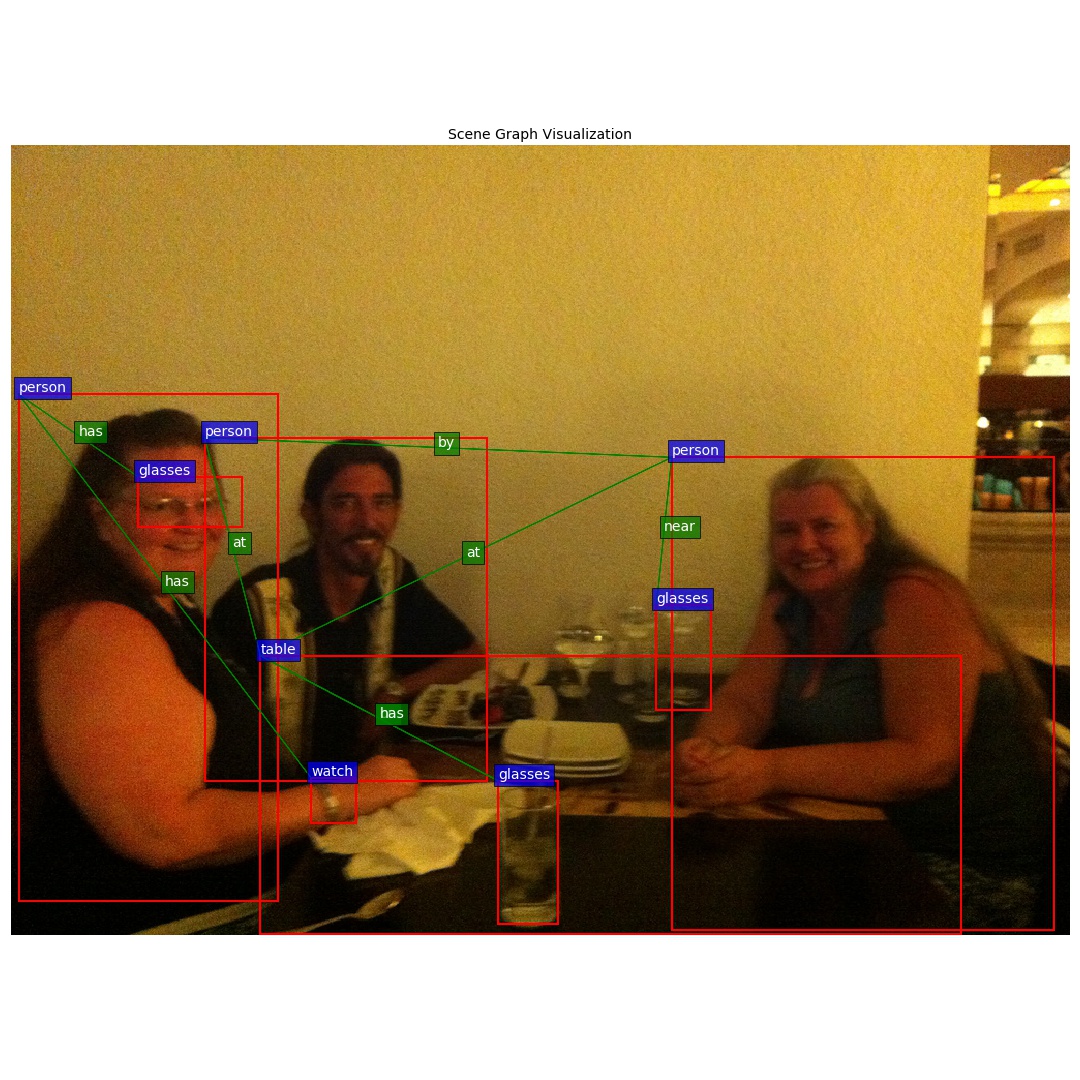 Scene Graph Visualization
person
has
person
by
person
glasses
at
at
near
has
glasses
table
has
watch
glasses